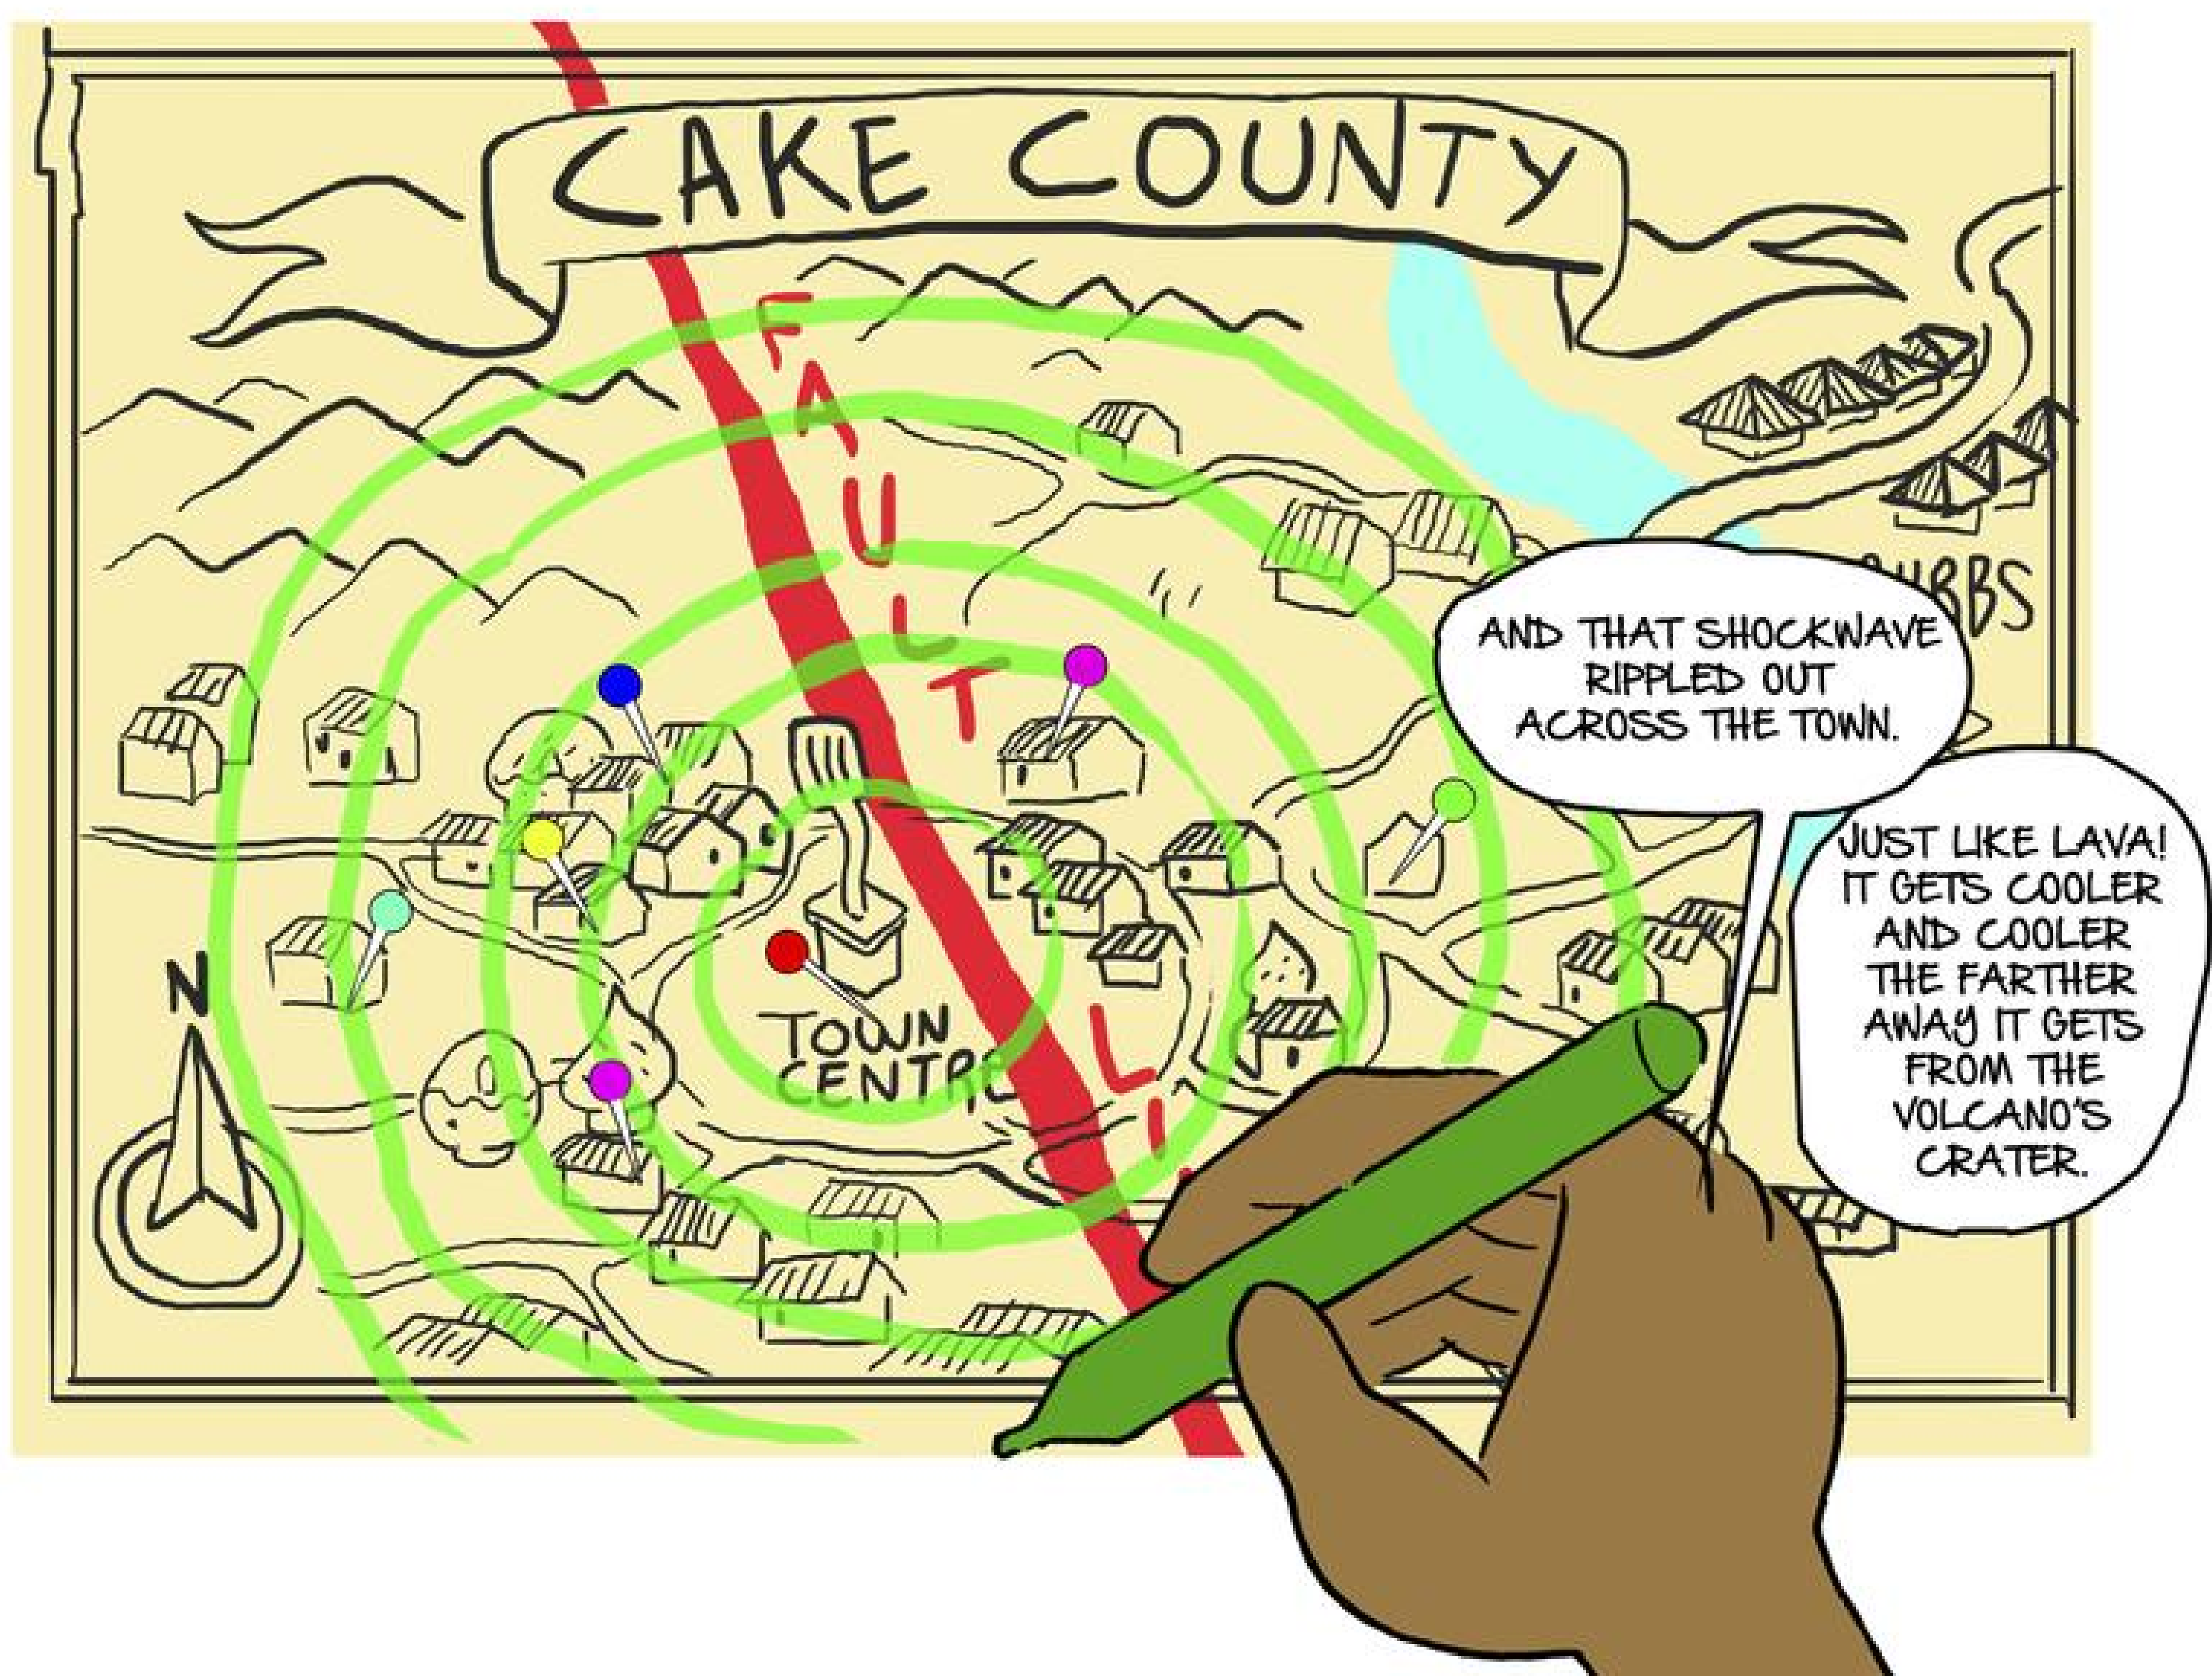 CAKE COUNTY
FAULT
LI
N
TOWN
CENTRE
AND THAT SHOCKWAVE
RIPPLED OUT
ACROSS THE TOWN.
JUST LIKE LAVA!
IT GETS COOLER
AND COOLER
THE FARTHER
AWAY IT GETS
FROM THE
VOLCANO'S
CRATER.